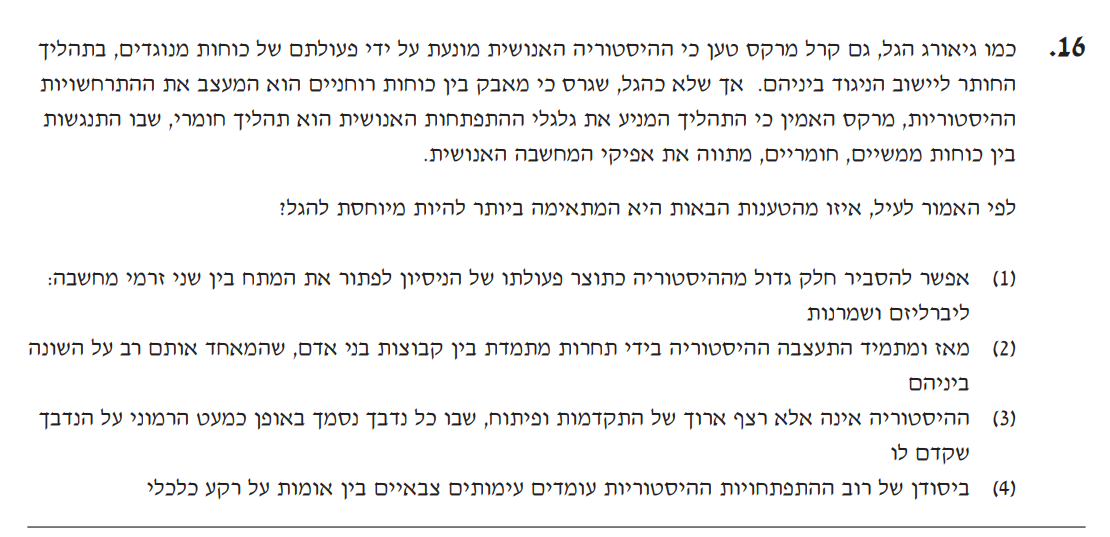 16. כמו גיאורג הגל, גם קרל מרקס טען כי ההיסטוריה האנושית מונעת על ידי פעולתם של כוחות מנוגדים, בתהליך
החותר ליישוב הניגוד ביניהם. אך שלא כהגל, שגרס כי מאבק בין כוחות רוחניים הוא המעצב את ההתרחשויות
ההיסטוריות, מרקס האמין כי התהליך המניע את גלגלי ההתפתחות האנושית הוא תהליך חומרי, שבו התנגשות
בין כוחות ממשיים, חומריים, מתווה את אפיקי המחשבה האנושית.
לפי האמור לעיל, איזו מהטענות הבאות היא המתאימה ביותר להיות מיוחסת להגל?
(1) אפשר להסביר חלק גדול מההיסטוריה כתוצר פעולתו של הניסיון לפתור את המתח בין שני זרמי מחשבה:
ליברליזם ושמרנות
(2) מאז ומתמיד התעצבה ההיסטוריה בידי תחרות מתמדת בין קבוצות בני אדם, שהמאחד אותם רב על השונה
ביניהם
(3) ההיסטוריה אינה אלא רצף ארוך של התקדמות ופיתוח, שבו כל נדבך נסמך באופן כמעט הרמוני על הנדבך
שקדם לו
(4) ביסודן של רוב ההתפתחויות ההיסטוריות עומדים עימותים צבאיים בין אומות על רקע כלכלי